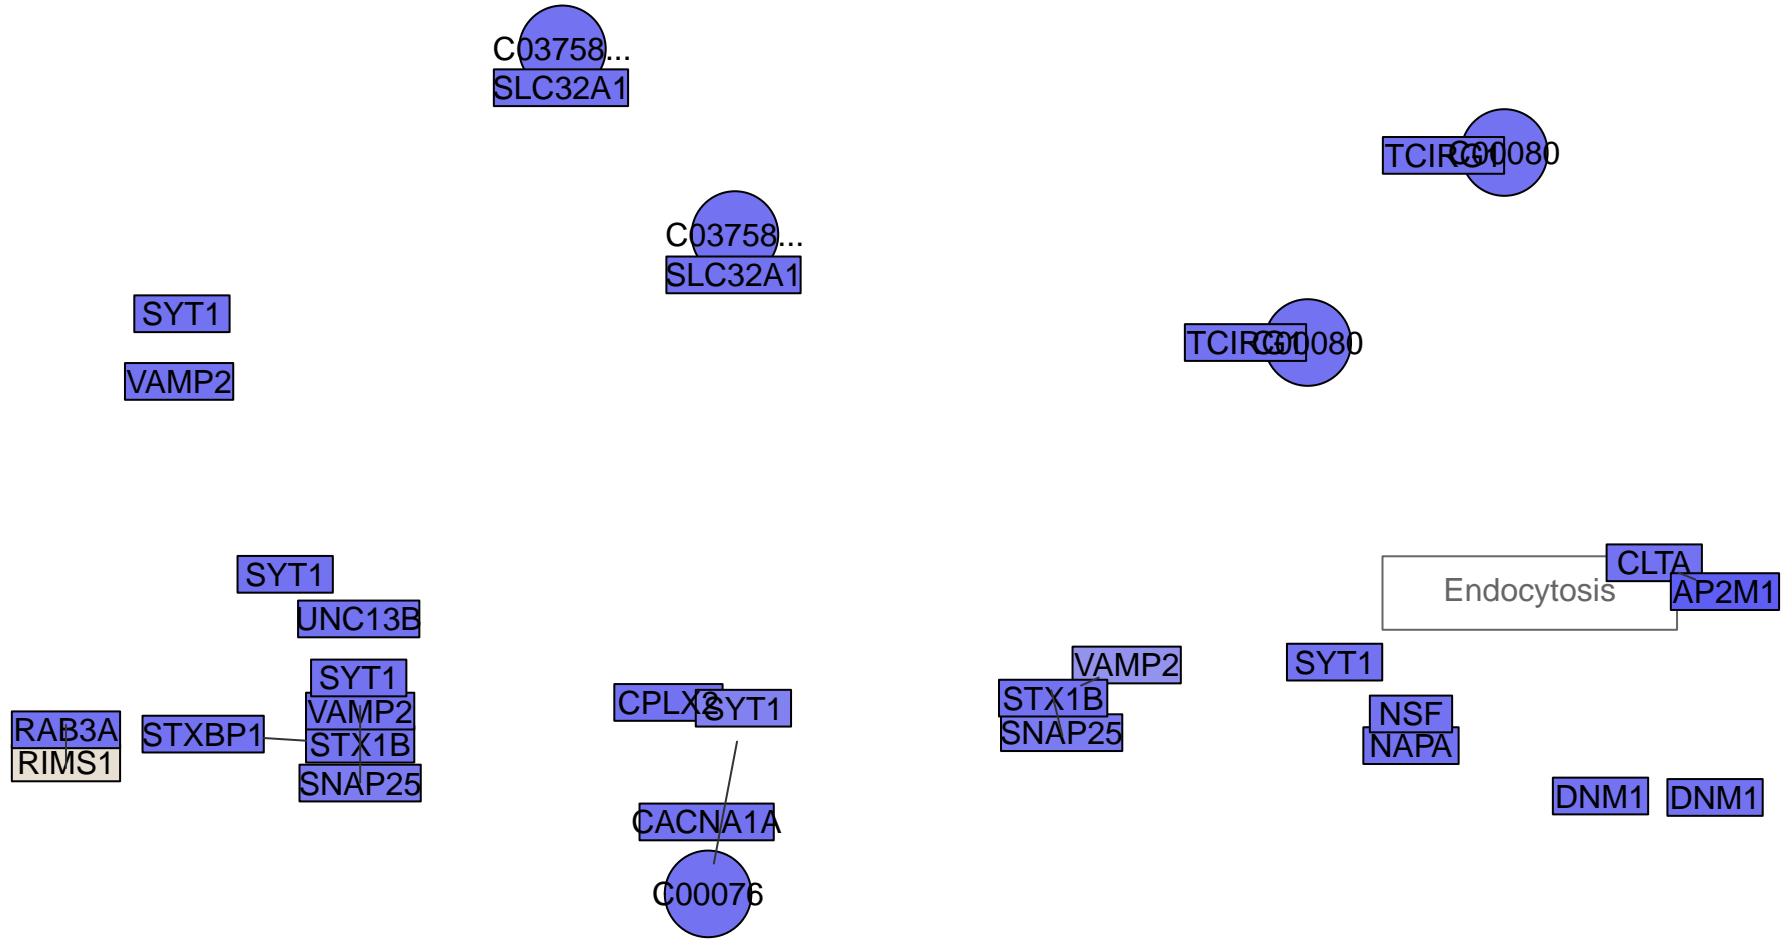 C03758...
SLC32A1
TCIRG1
C00080
C03758...
SLC32A1
SYT1
TCIRG1
C00080
VAMP2
SYT1
CLTA
Endocytosis
AP2M1
UNC13B
SYT1
VAMP2
SYT1
CPLX2
SYT1
STX1B
VAMP2
NSF
RAB3A
STXBP1
STX1B
SNAP25
NAPA
RIMS1
SNAP25
DNM1
DNM1
CACNA1A
C00076